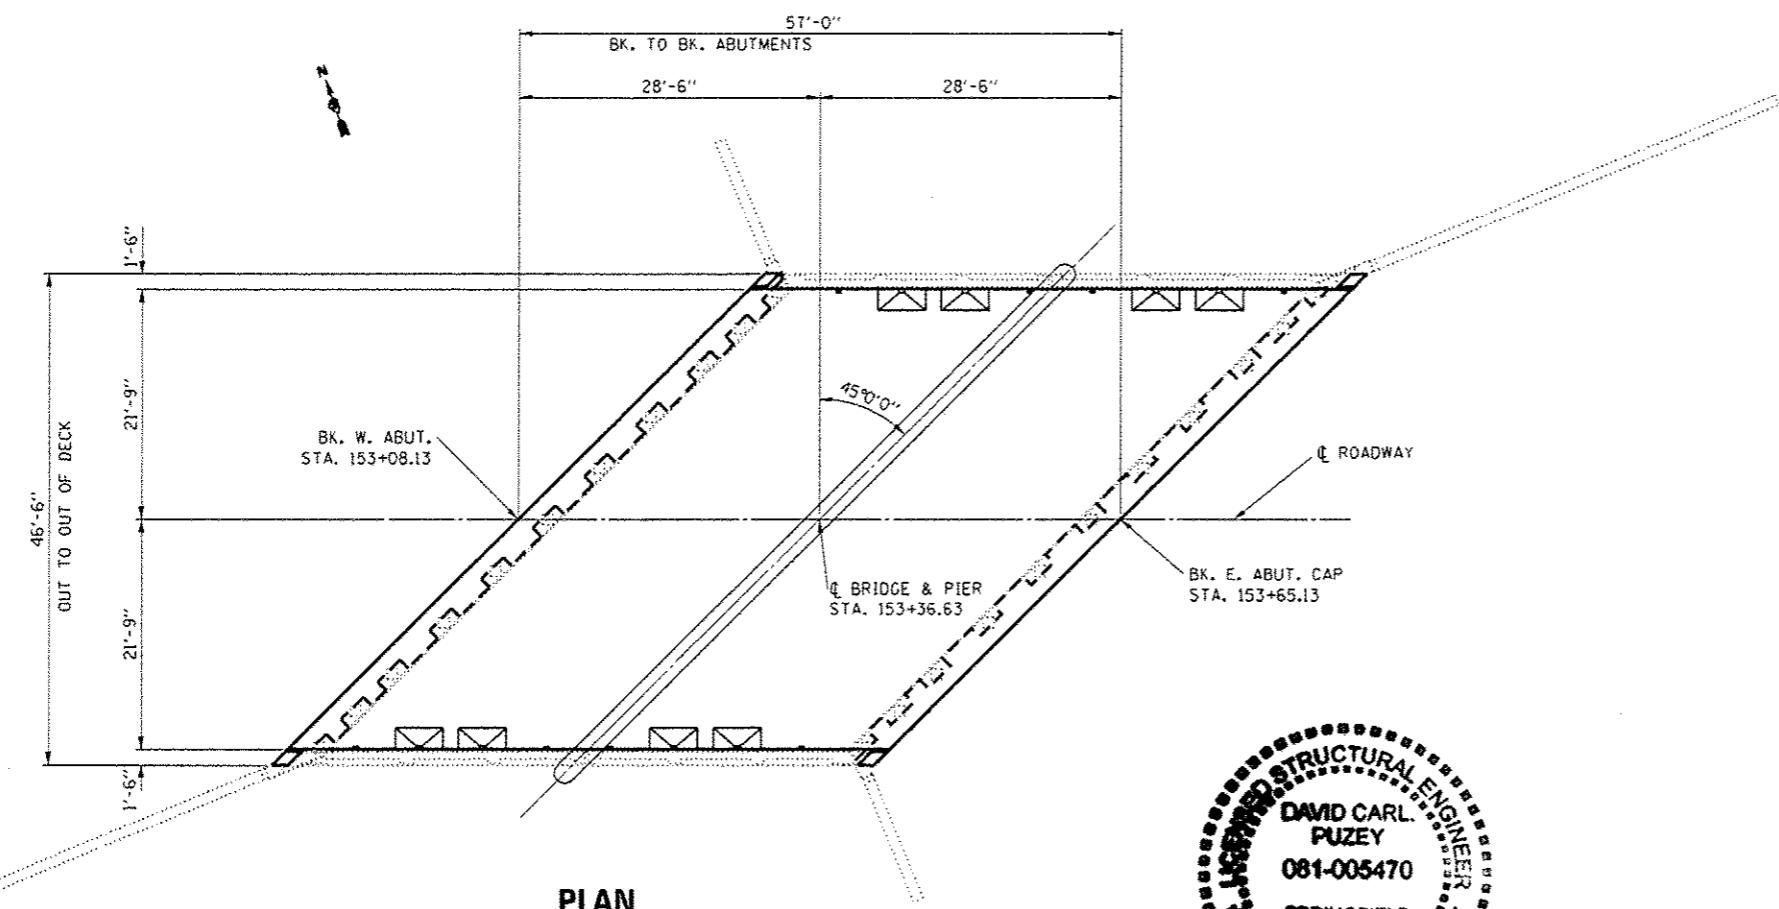 57'-0"
BK. TO BK. ABUTMENTS
28'-6"
28'-6"
N
1'-6"
21'-9"
46'-6"
OUT TO OUT OF DECK
21'-9"
1'-6"
45°0'0"
BK. W. ABUT.
STA. 153+08.13
℄ ROADWAY
℄ BRIDGE & PIER
STA. 153+36.63
BK. E. ABUT. CAP
STA. 153+65.13
PLAN
LICENSED STRUCTURAL ENGINEER
DAVID CARL.
PUZEY
081-005470